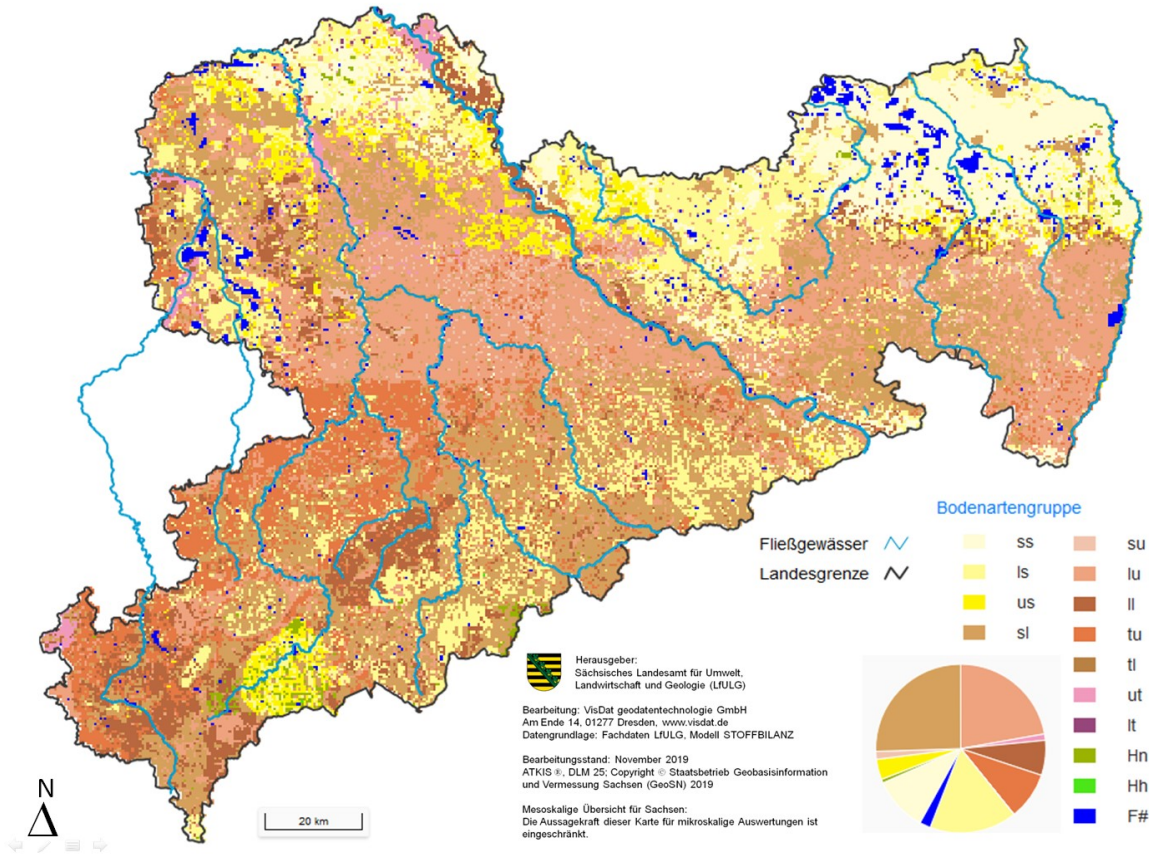 Bodenartengruppe
Fließgewässer
Landesgrenze
ss
ls
us
sl
su
lu
ll
tu
tl
ut
lt
Hn
Hh
F#
Herausgeber:
Sächsisches Landesamt für Umwelt,
Landwirtschaft und Geologie (LfULG)
Bearbeitung: VisDat geodatentechnologie GmbH
Am Ende 14, 01277 Dresden, www.visdat.de
Datengrundlage: Fachdaten LfULG, Modell STOFFBILANZ
Bearbeitungsstand: November 2019
ATKIS ®, DLM 25; Copyright © Staatsbetrieb Geobasisinformation
und Vermessung Sachsen (GeoSN) 2019
Mesoskalige Übersicht für Sachsen:
Die Aussagekraft dieser Karte für mikroskalige Auswertungen ist
eingeschränkt.
N
20 km